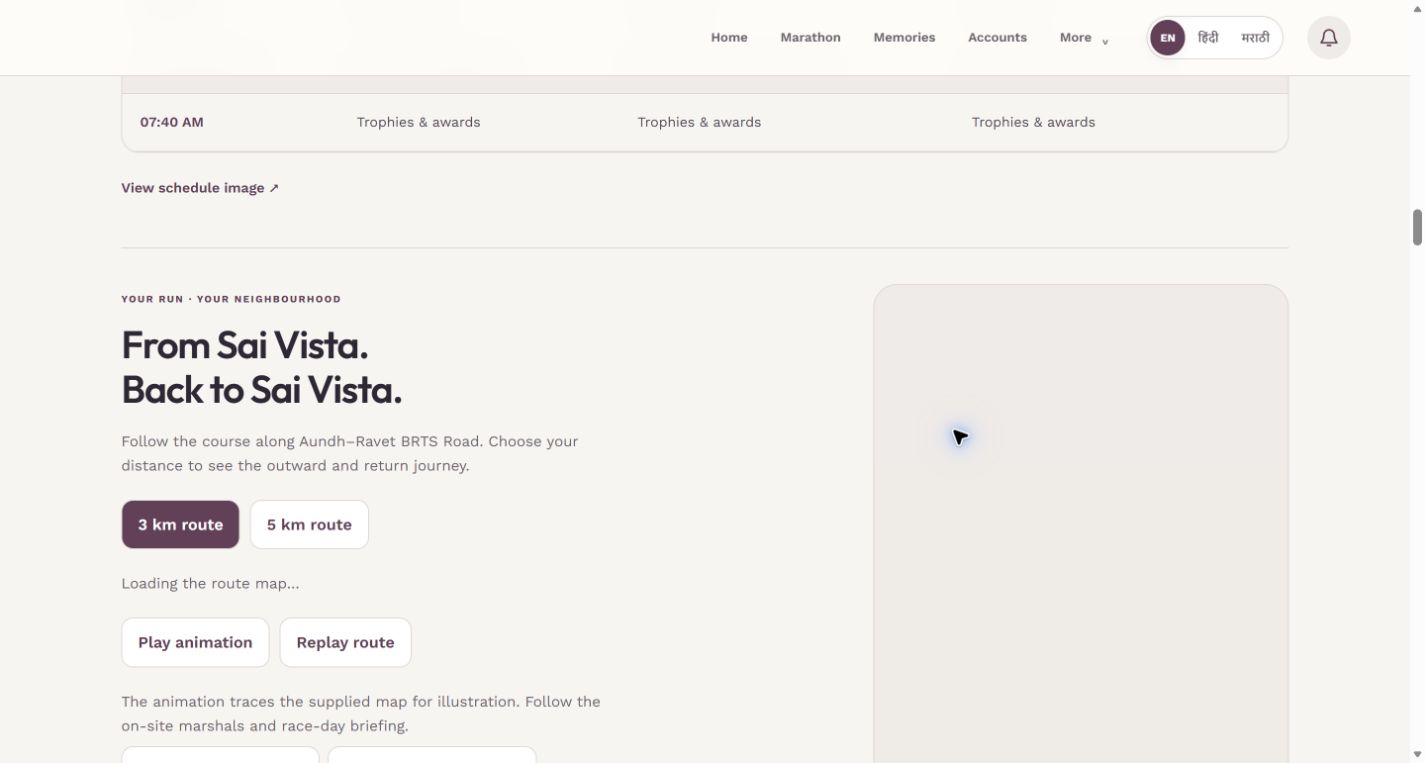 Home Marathon Memories Accounts More EN हिंदी मराठी
07:40 AM Trophies & awards Trophies & awards Trophies & awards
View schedule image ↗
YOUR RUN · YOUR NEIGHBOURHOOD
From Sai Vista.
Back to Sai Vista.
Follow the course along Aundh–Ravet BRTS Road. Choose your
distance to see the outward and return journey.
3 km route 5 km route
Loading the route map...
Play animation Replay route
The animation traces the supplied map for illustration. Follow the
on-site marshals and race-day briefing.